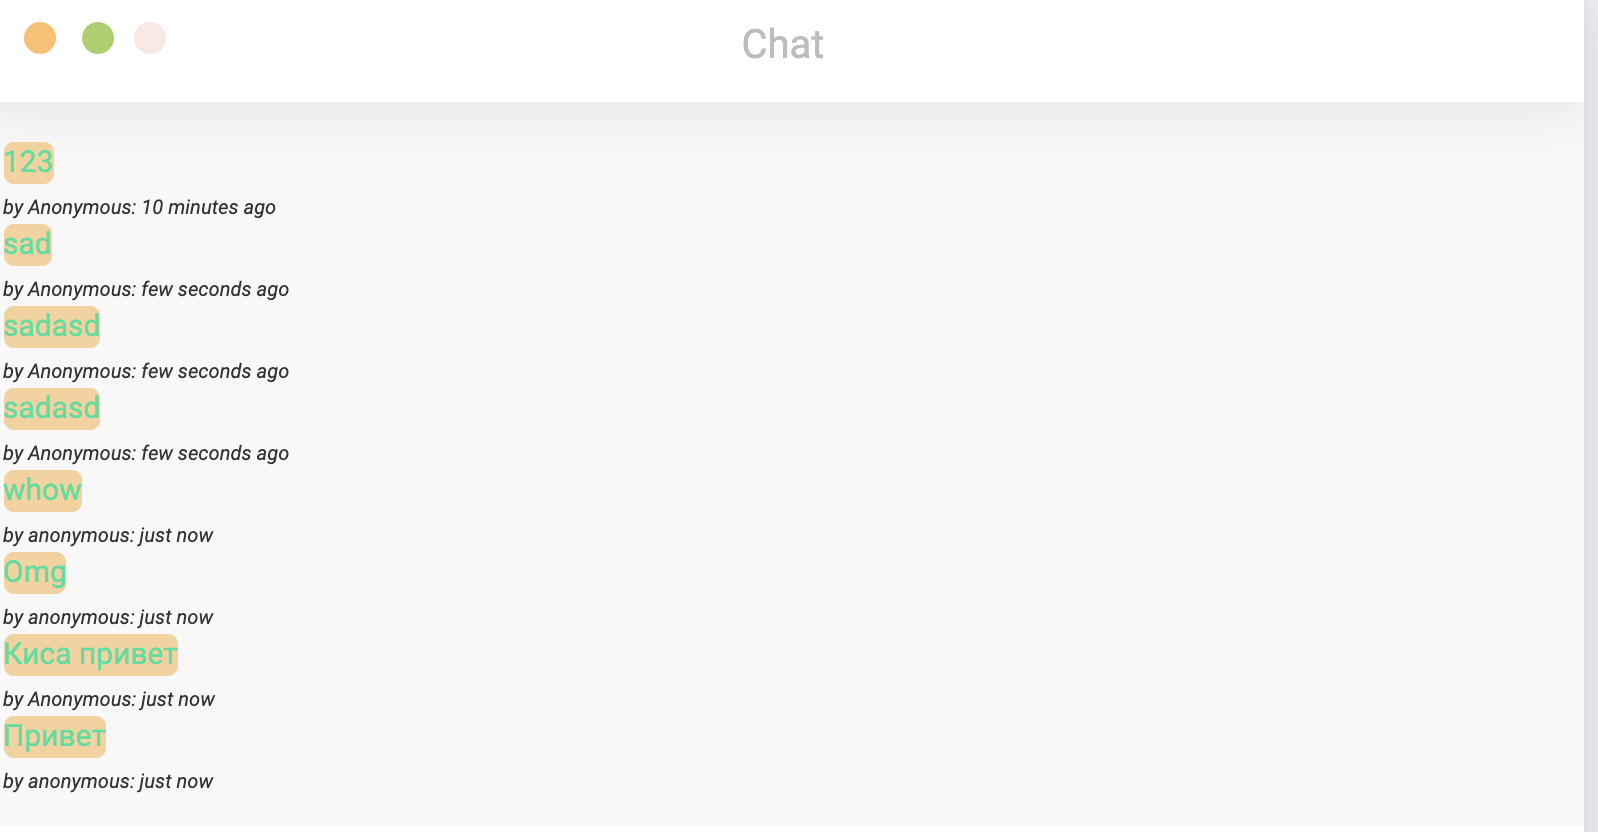 Chat
123
by Anonymous: 10 minutes ago
sad
by Anonymous: few seconds ago
sadasd
by Anonymous: few seconds ago
sadasd
by Anonymous: few seconds ago
whow
by anonymous: just now
Omg
by anonymous: just now
Киса привет
by Anonymous: just now
Привет
by anonymous: just now